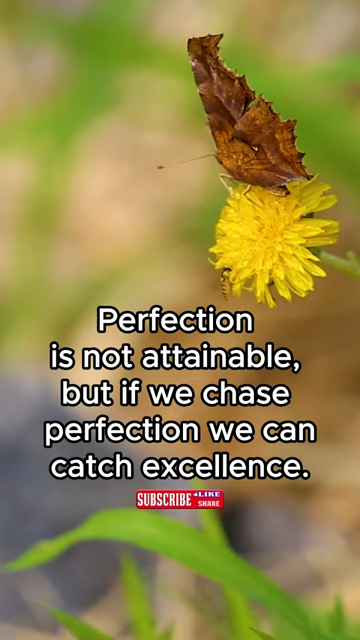 Perfection
is not attainable,
but if we chase
perfection we can
catch excellence.
SUBSCRIBE LIKE
SHARE